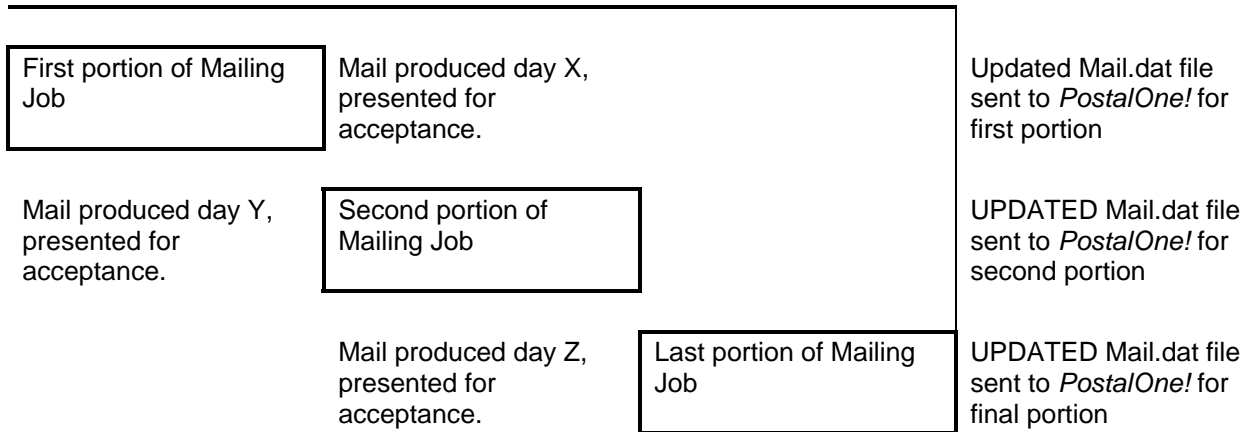 First portion of Mailing
Job
Mail produced day X,
presented for
acceptance.
Updated Mail.dat file
sent to PostalOne! for
first portion
Mail produced day Y,
presented for
acceptance.
Second portion of
Mailing Job
UPDATED Mail.dat file
sent to PostalOne! for
second portion
Mail produced day Z,
presented for
acceptance.
Last portion of Mailing
Job
UPDATED Mail.dat file
sent to PostalOne! for
final portion